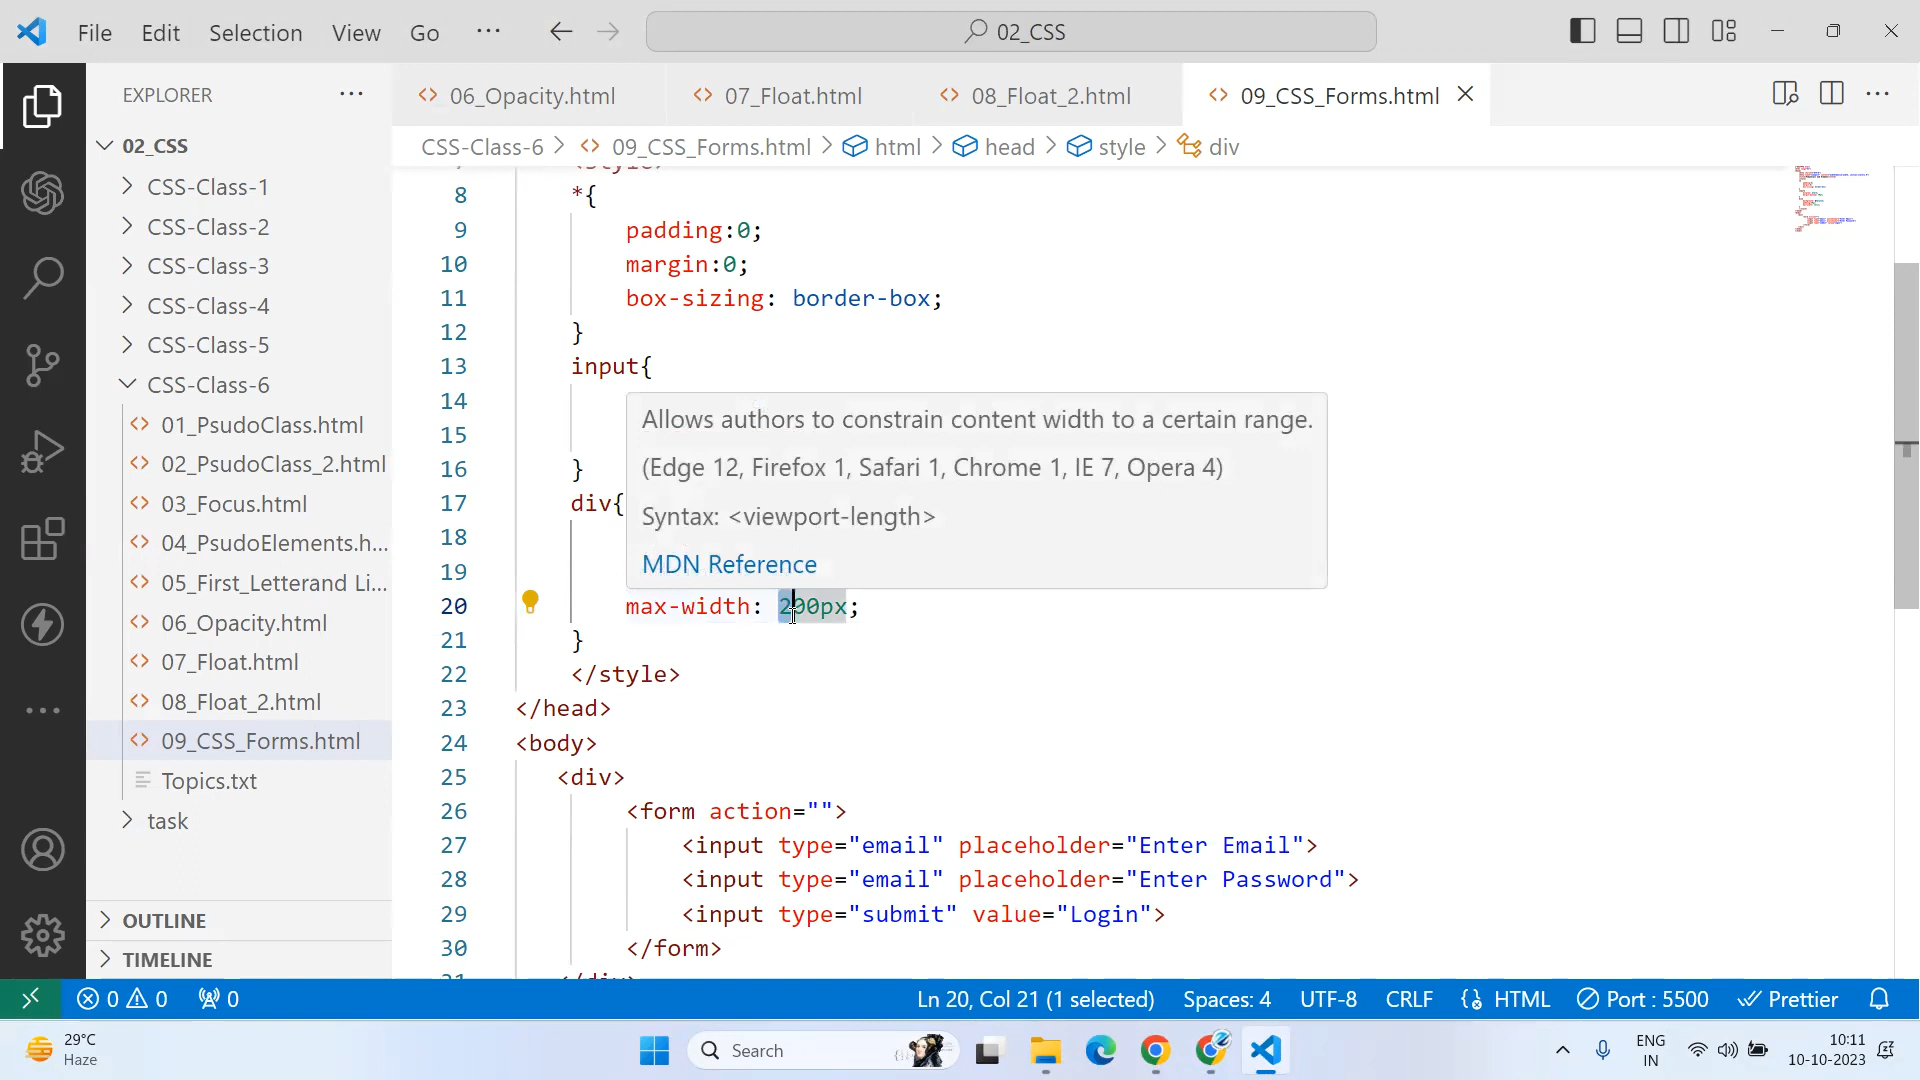 File Edit Selection View Go ··· 02_CSS
EXPLORER ···
06_Opacity.html 07_Float.html 08_Float_2.html 09_CSS_Forms.html
CSS-Class-6 > 09_CSS_Forms.html > html > head > style > div
02_CSS
CSS-Class-1
CSS-Class-2
CSS-Class-3
CSS-Class-4
CSS-Class-5
CSS-Class-6
01_PsudoClass.html
02_PsudoClass_2.html
03_Focus.html
04_PsudoElements.h...
05_First_Letterand Li...
06_Opacity.html
07_Float.html
08_Float_2.html
09_CSS_Forms.html
Topics.txt
task
OUTLINE
TIMELINE
<style>
8 *{
9 padding:0;
10 margin:0;
11 box-sizing: border-box;
12 }
13 input{
14
15
16 }
17 div{
18
19
20 max-width: 200px;
21 }
22 </style>
23 </head>
24 <body>
25 <div>
26 <form action="">
27 <input type="email" placeholder="Enter Email">
28 <input type="email" placeholder="Enter Password">
29 <input type="submit" value="Login">
30 </form>
31 </div>
Allows authors to constrain content width to a certain range.
(Edge 12, Firefox 1, Safari 1, Chrome 1, IE 7, Opera 4)
Syntax: <viewport-length>
MDN Reference
0 0 0 Ln 20, Col 21 (1 selected) Spaces: 4 UTF-8 CRLF HTML Port : 5500 Prettier
29°C
Haze
Search
ENG
IN
10:11
10-10-2023